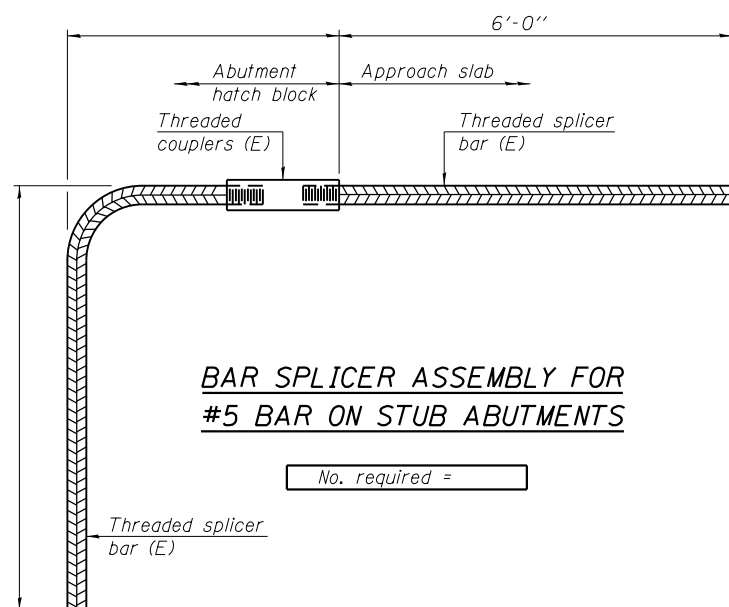 6'-0"
Abutment
hatch block
Approach slab
Threaded
couplers (E)
Threaded splicer
bar (E)
BAR SPLICER ASSEMBLY FOR
#5 BAR ON STUB ABUTMENTS
No. required =
Threaded splicer
bar (E)